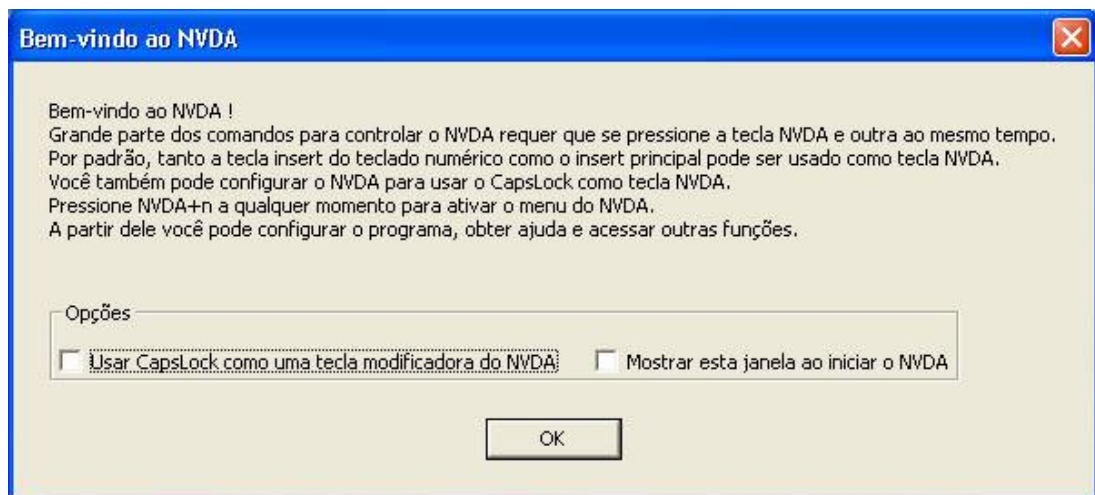 Bem-vindo ao NVDA
Bem-vindo ao NVDA !
Grande parte dos comandos para controlar o NVDA requer que se pressione a tecla NVDA e outra ao mesmo tempo.
Por padrão, tanto a tecla insert do teclado numérico como o insert principal pode ser usado como tecla NVDA.
Você também pode configurar o NVDA para usar o CapsLock como tecla NVDA.
Pressione NVDA+n a qualquer momento para ativar o menu do NVDA.
A partir dele você pode configurar o programa, obter ajuda e acessar outras funções.
Opções
Usar CapsLock como uma tecla modificadora do NVDA Mostrar esta janela ao iniciar o NVDA
OK